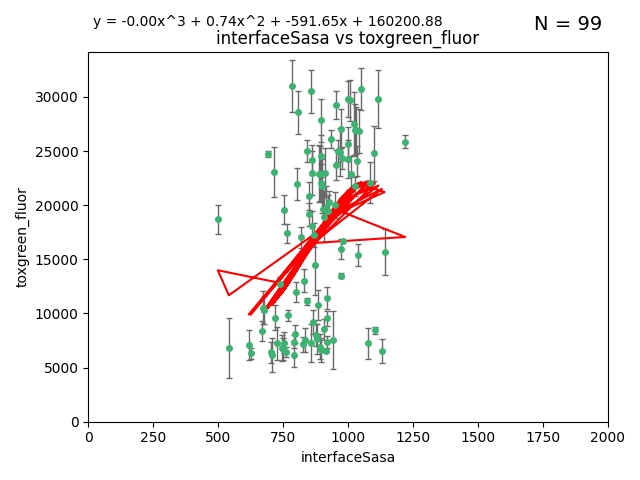 y = -0.00x^3 + 0.74x^2 + -591.65x + 160200.88
N = 99
interfaceSasa vs toxgreen_fluor
30000
25000
20000
15000
10000
5000
0
toxgreen_fluor
0 250 500 750 1000 1250 1500 1750 2000
interfaceSasa